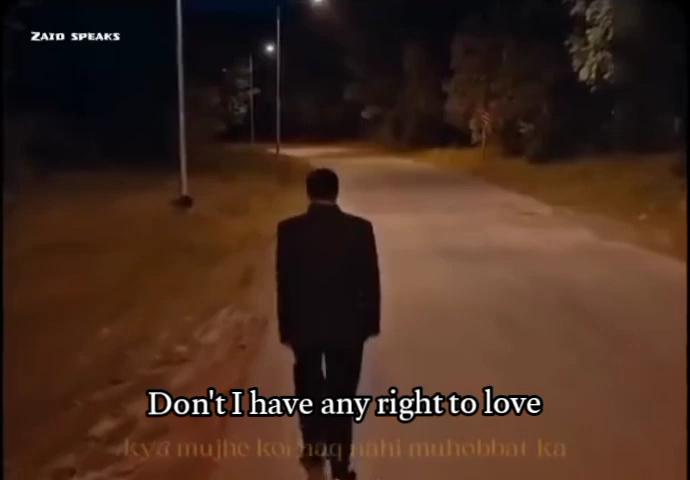 ZAID SPEAKS
Don't I have any right to love
kya mujhe koi haq nahi muhobbat ka